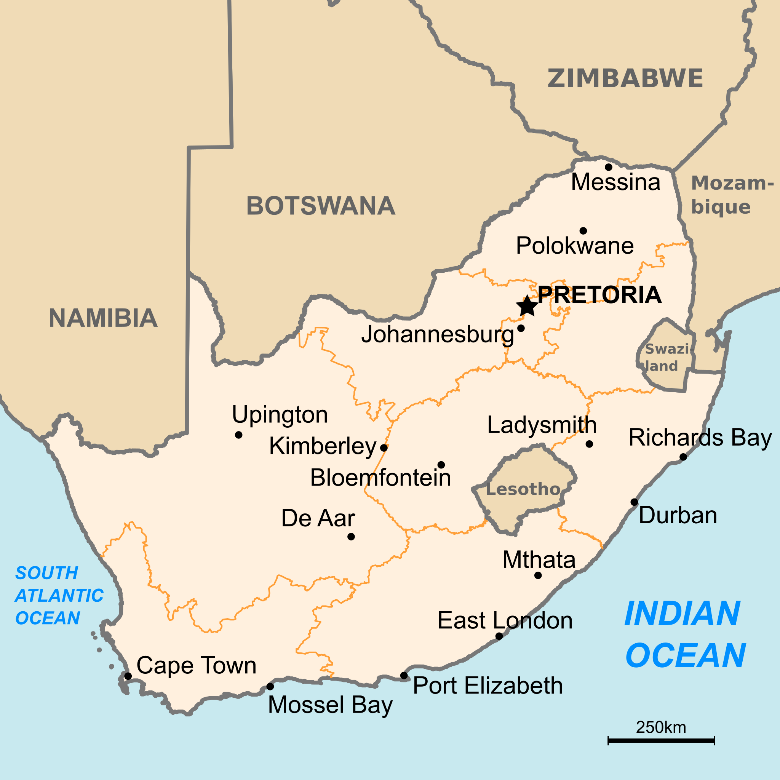 ZIMBABWE
Messina
Mozam-
bique
BOTSWANA
Polokwane
PRETORIA
NAMIBIA
Johannesburg
Swazi-
land
Upington
Ladysmith
Kimberley
Richards Bay
Bloemfontein
Lesotho
De Aar
Durban
Mthata
SOUTH
ATLANTIC
OCEAN
East London
INDIAN
OCEAN
Cape Town
Port Elizabeth
Mossel Bay
250km